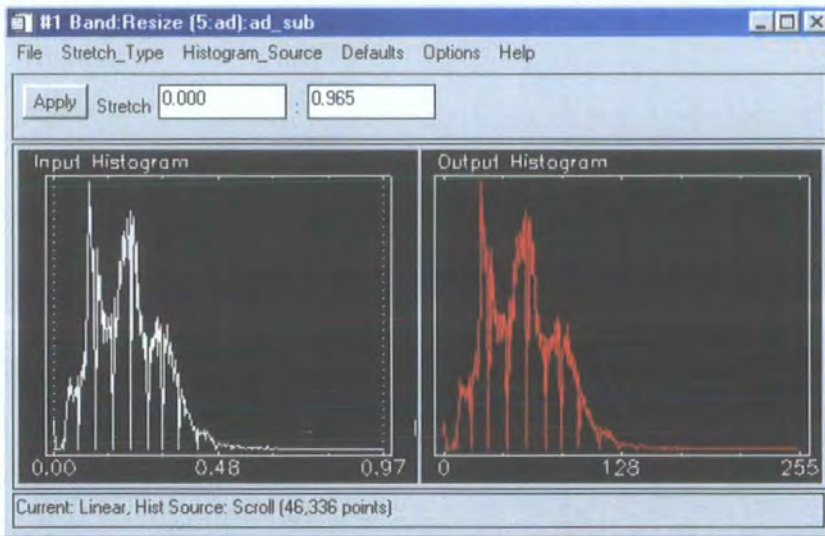 #1 Band:Resize (5:ad):ad_sub
File Stretch_Type Histogram_Source Defaults Options Help
Apply Stretch 0.000 : 0.965
Input Histogram Output Histogram
0.00 0.48 0.97 0 128 255
Current: Linear, Hist Source: Scroll (46,336 points)